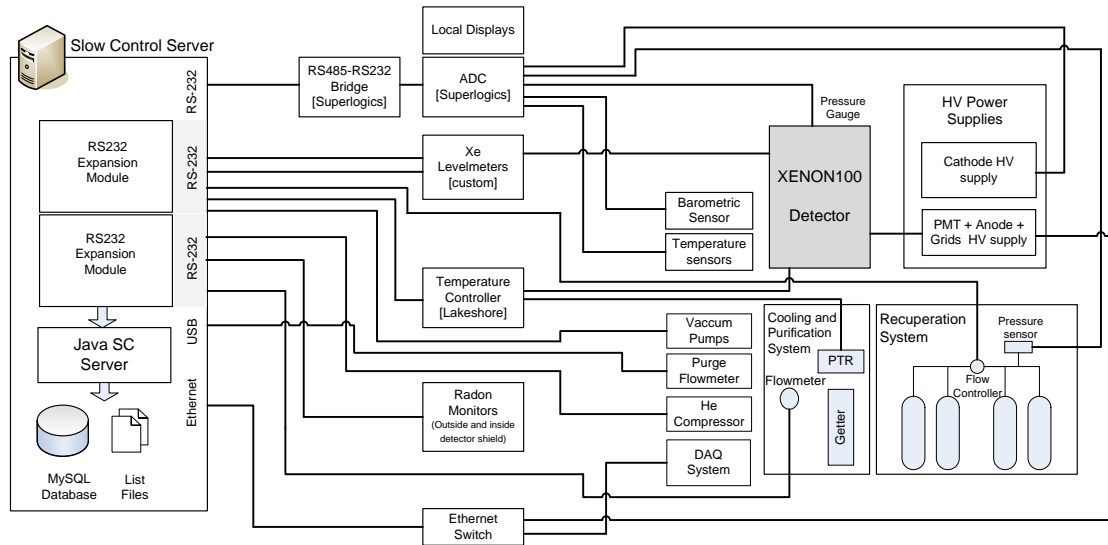 Slow Control Server
RS-232
RS232
Expansion
Module
RS-232
RS232
Expansion
Module
RS-232
Java SC
Server
USB
Ethernet
MySQL
Database
List
Files
RS485-RS232
Bridge
[Superlogics]
Local Displays
ADC
[Superlogics]
Xe
Levelmeters
[custom]
Temperature
Controller
[Lakeshore]
Radon
Monitors
(Outside and inside
detector shield)
Ethernet
Switch
Barometric
Sensor
Temperature
sensors
Vaccum
Pumps
Purge
Flowmeter
He
Compressor
DAQ
System
Pressure
Gauge
XENON100
Detector
HV Power
Supplies
Cathode HV
supply
PMT + Anode +
Grids HV supply
Cooling and
Purification
System
PTR
Flowmeter
Getter
Recuperation
System
Pressure
sensor
Flow
Controller